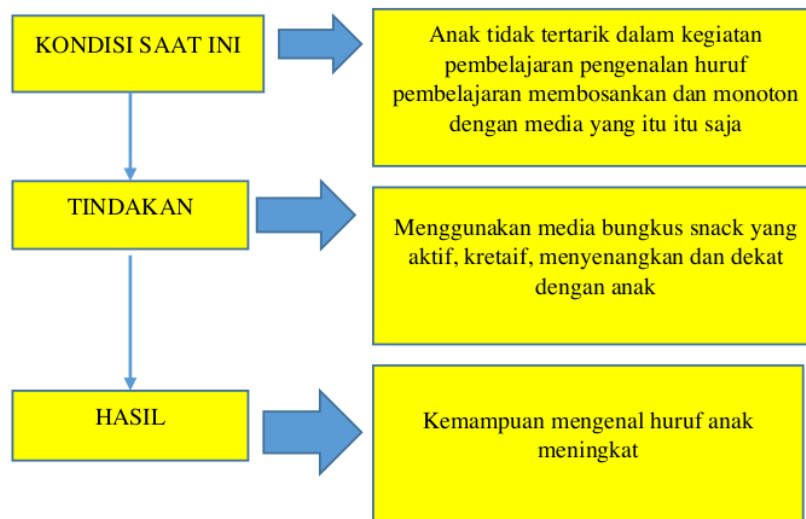 KONDISI SAAT INI
Anak tidak tertarik dalam kegiatan
pembelajaran pengenalan huruf
pembelajaran membosankan dan monoton
dengan media yang itu itu saja
TINDAKAN
Menggunakan media bungkus snack yang
aktif, kretaif, menyenangkan dan dekat
dengan anak
HASIL
Kemampuan mengenal huruf anak
meningkat